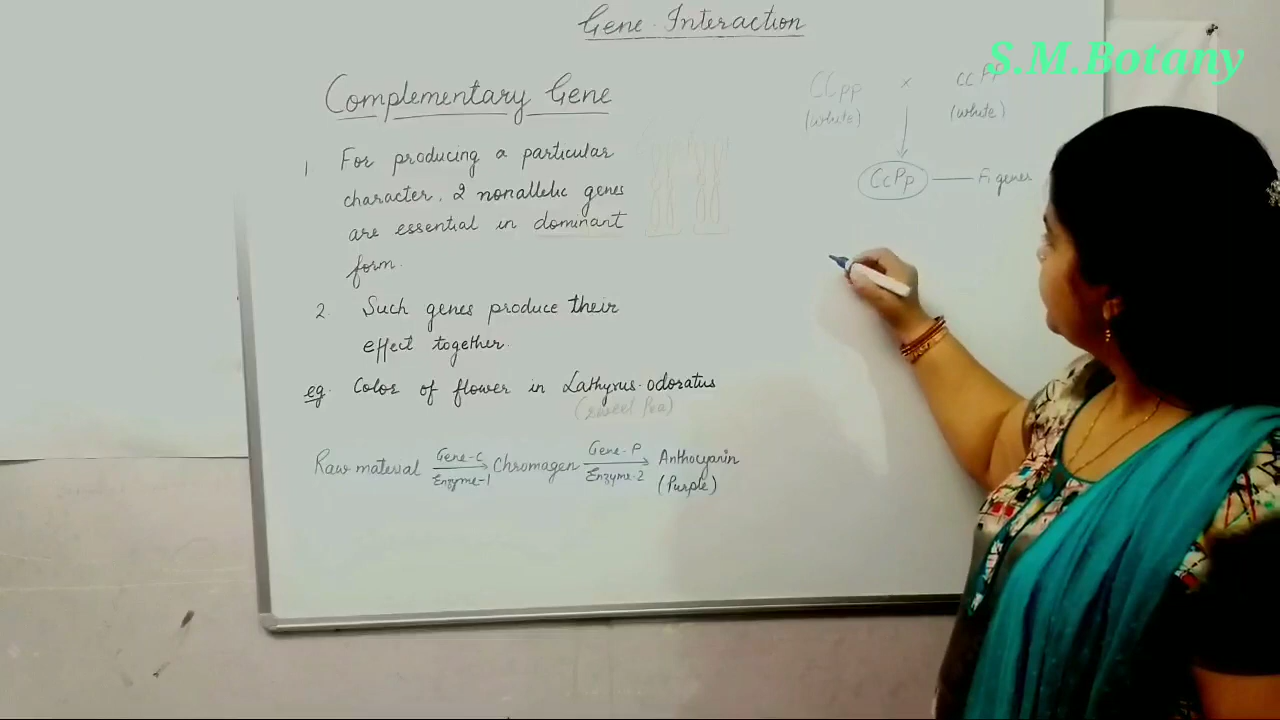 Gene-Interaction
S.M.Botany
Complementary Gene
1 For producing a particular
character, 2 nonallelic genes
are essential in dominant
form.
2. Such genes produce their
effect together.
eg. Color of flower in Lathyrus-odoratus
(sweet Pea)
Raw material Gene-C Enzyme-1 Chromagen Gene-P Enzyme-2 Anthocyanin
(Purple)
CCpp × ccPP
(white) (white)
CcPp — F1 genes